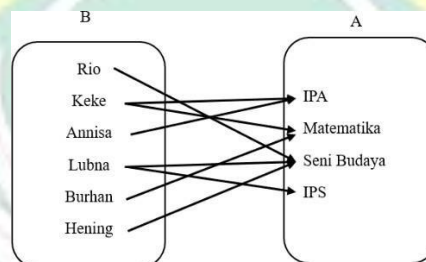 B
A
Rio
Keke
Annisa
Lubna
Burhan
Hening
IPA
Matematika
Seni Budaya
IPS